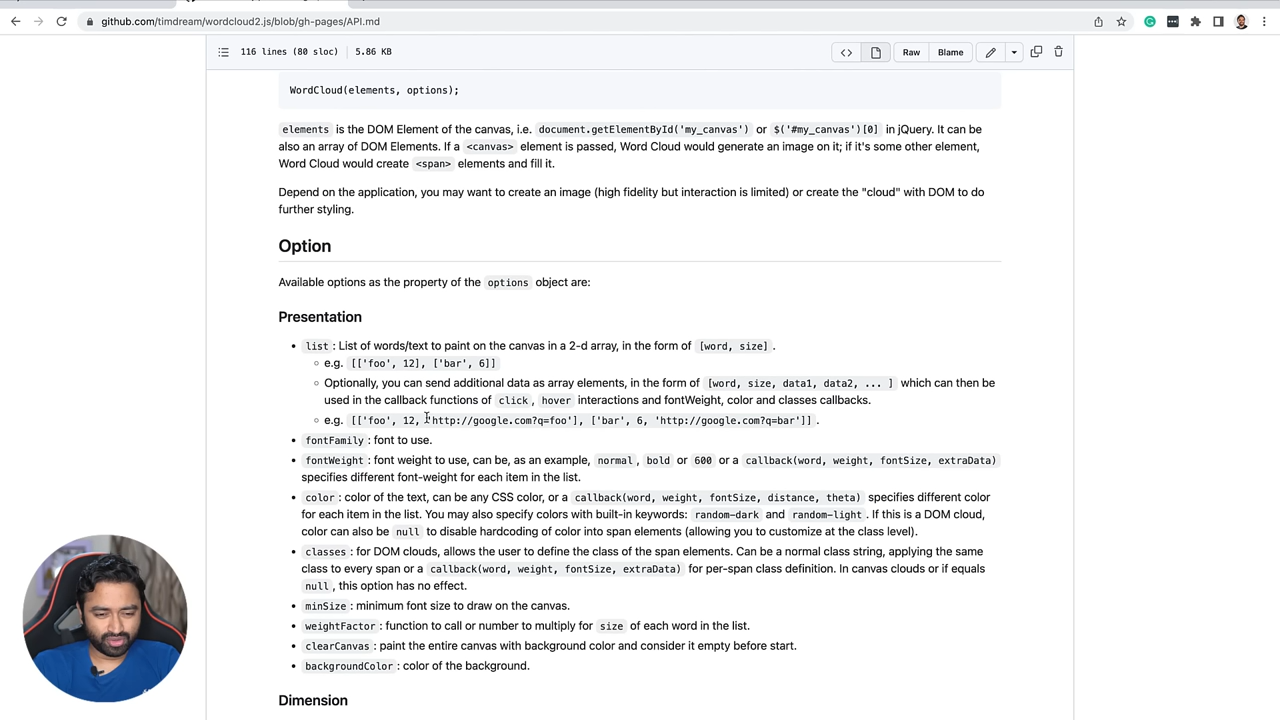 github.com/timdream/wordcloud2.js/blob/gh-pages/API.md
116 lines (80 sloc) 5.86 KB
Raw Blame
WordCloud(elements, options);
elements is the DOM Element of the canvas, i.e. document.getElementById('my_canvas') or $('#my_canvas')[0] in jQuery. It can be
also an array of DOM Elements. If a <canvas> element is passed, Word Cloud would generate an image on it; if it's some other element,
Word Cloud would create <span> elements and fill it.
Depend on the application, you may want to create an image (high fidelity but interaction is limited) or create the "cloud" with DOM to do
further styling.
Option
Available options as the property of the options object are:
Presentation
• list : List of words/text to paint on the canvas in a 2-d array, in the form of [word, size] .
◦ e.g. [['foo', 12], ['bar', 6]]
◦ Optionally, you can send additional data as array elements, in the form of [word, size, data1, data2, ... ] which can then be
used in the callback functions of click , hover interactions and fontWeight, color and classes callbacks.
◦ e.g. [['foo', 12, 'http://google.com?q=foo'], ['bar', 6, 'http://google.com?q=bar']] .
• fontFamily : font to use.
• fontWeight : font weight to use, can be, as an example, normal , bold or 600 or a callback(word, weight, fontSize, extraData)
specifies different font-weight for each item in the list.
• color : color of the text, can be any CSS color, or a callback(word, weight, fontSize, distance, theta) specifies different color
for each item in the list. You may also specify colors with built-in keywords: random-dark and random-light . If this is a DOM cloud,
color can also be null to disable hardcoding of color into span elements (allowing you to customize at the class level).
• classes : for DOM clouds, allows the user to define the class of the span elements. Can be a normal class string, applying the same
class to every span or a callback(word, weight, fontSize, extraData) for per-span class definition. In canvas clouds or if equals
null , this option has no effect.
• minSize : minimum font size to draw on the canvas.
• weightFactor : function to call or number to multiply for size of each word in the list.
• clearCanvas : paint the entire canvas with background color and consider it empty before start.
• backgroundColor : color of the background.
Dimension